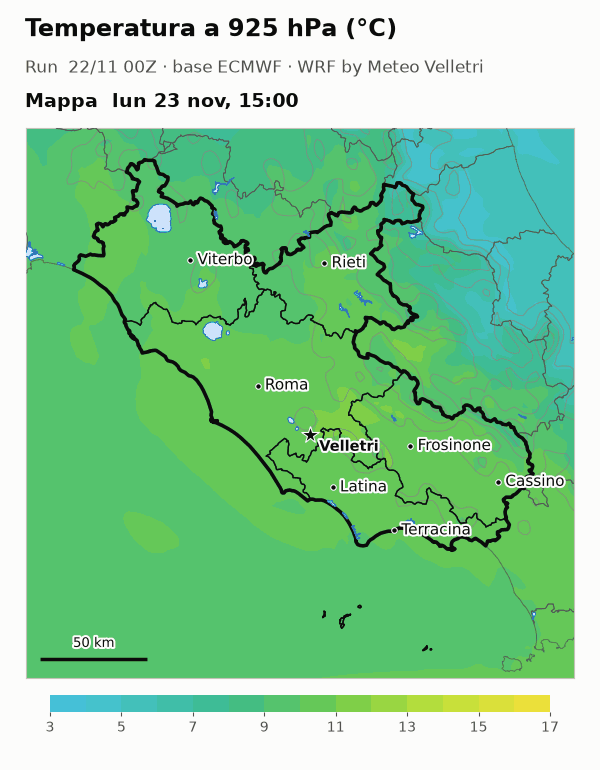 Temperatura a 925 hPa (°C)
Run  22/11 00Z · base ECMWF · WRF by Meteo Velletri
Mappa  lun 23 nov, 15:00
Viterbo
Rieti
Roma
Velletri
Frosinone
Cassino
Latina
Terracina
50 km
3 5 7 9 11 13 15 17